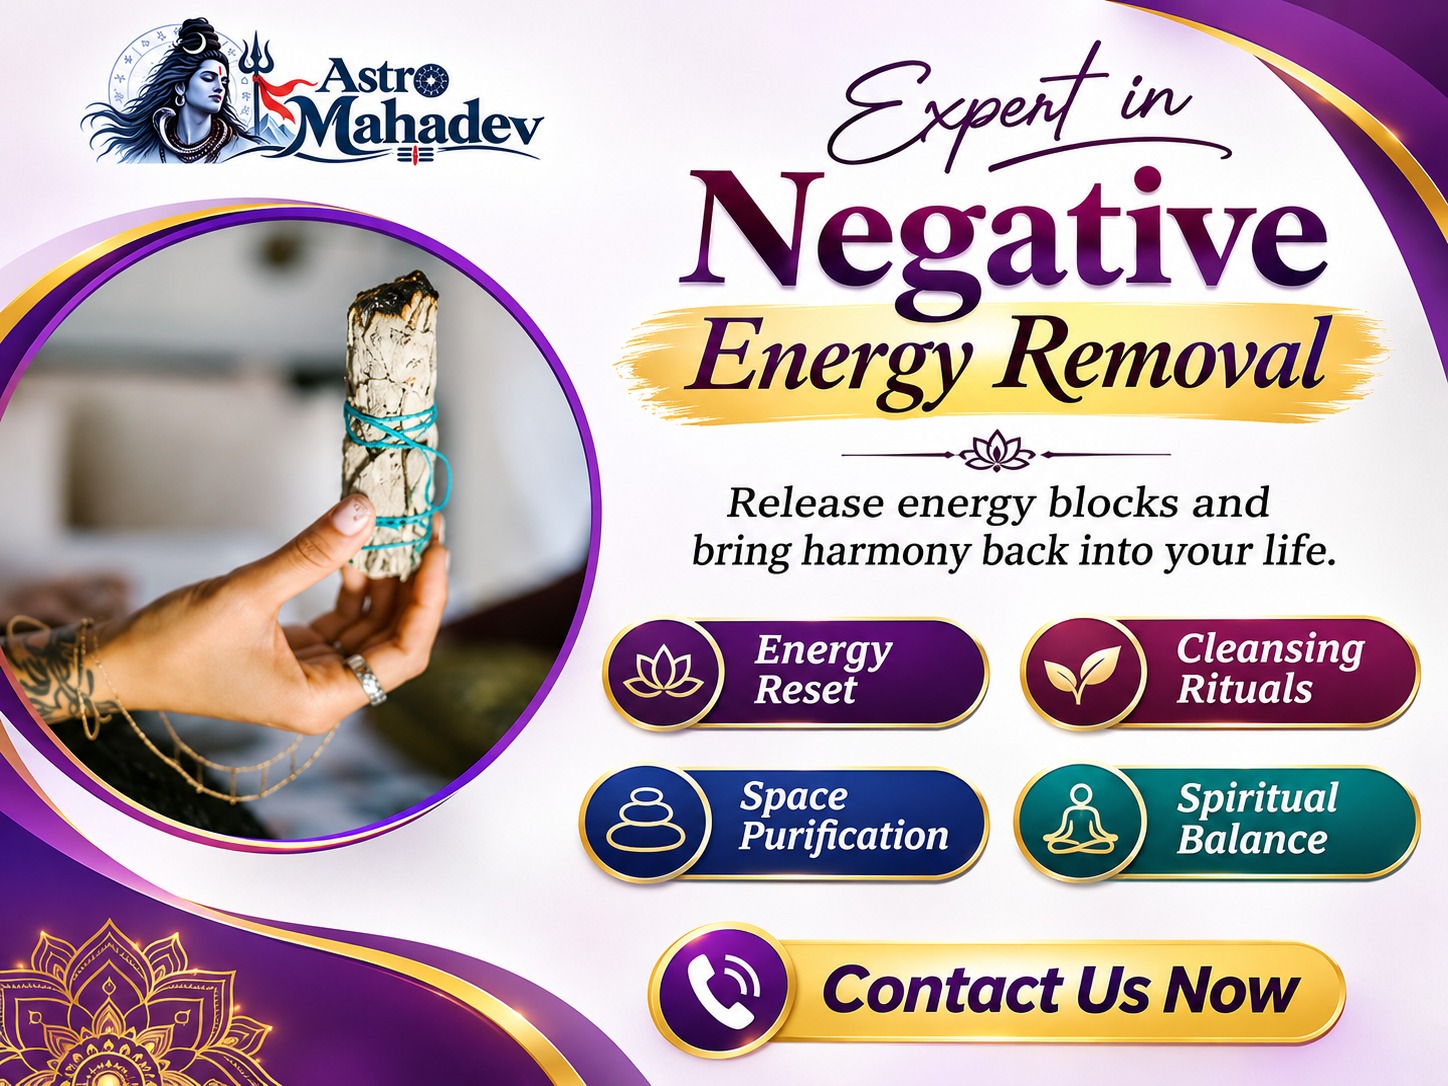 Astro
Mahadev
Expert in
Negative
Energy Removal
Release energy blocks and
bring harmony back into your life.
Energy
Reset
Cleansing
Rituals
Space
Purification
Spiritual
Balance
Contact Us Now